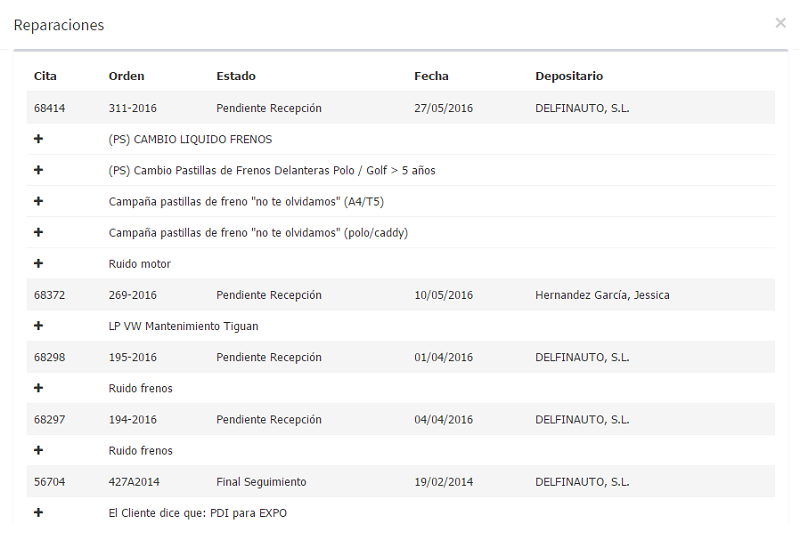 Reparaciones
Cita Orden Estado Fecha Depositario
68414 311-2016 Pendiente Recepción 27/05/2016 DELFINAUTO, S.L.
(PS) CAMBIO LIQUIDO FRENOS
(PS) Cambio Pastillas de Frenos Delanteras Polo / Golf > 5 años
Campaña pastillas de freno "no te olvidamos" (A4/T5)
Campaña pastillas de freno "no te olvidamos" (polo/caddy)
Ruido motor
68372 269-2016 Pendiente Recepción 10/05/2016 Hernandez García, Jessica
LP VW Mantenimiento Tiguan
68298 195-2016 Pendiente Recepción 01/04/2016 DELFINAUTO, S.L.
Ruido frenos
68297 194-2016 Pendiente Recepción 04/04/2016 DELFINAUTO, S.L.
Ruido frenos
56704 427A2014 Final Seguimiento 19/02/2014 DELFINAUTO, S.L.
El Cliente dice que: PDI para EXPO